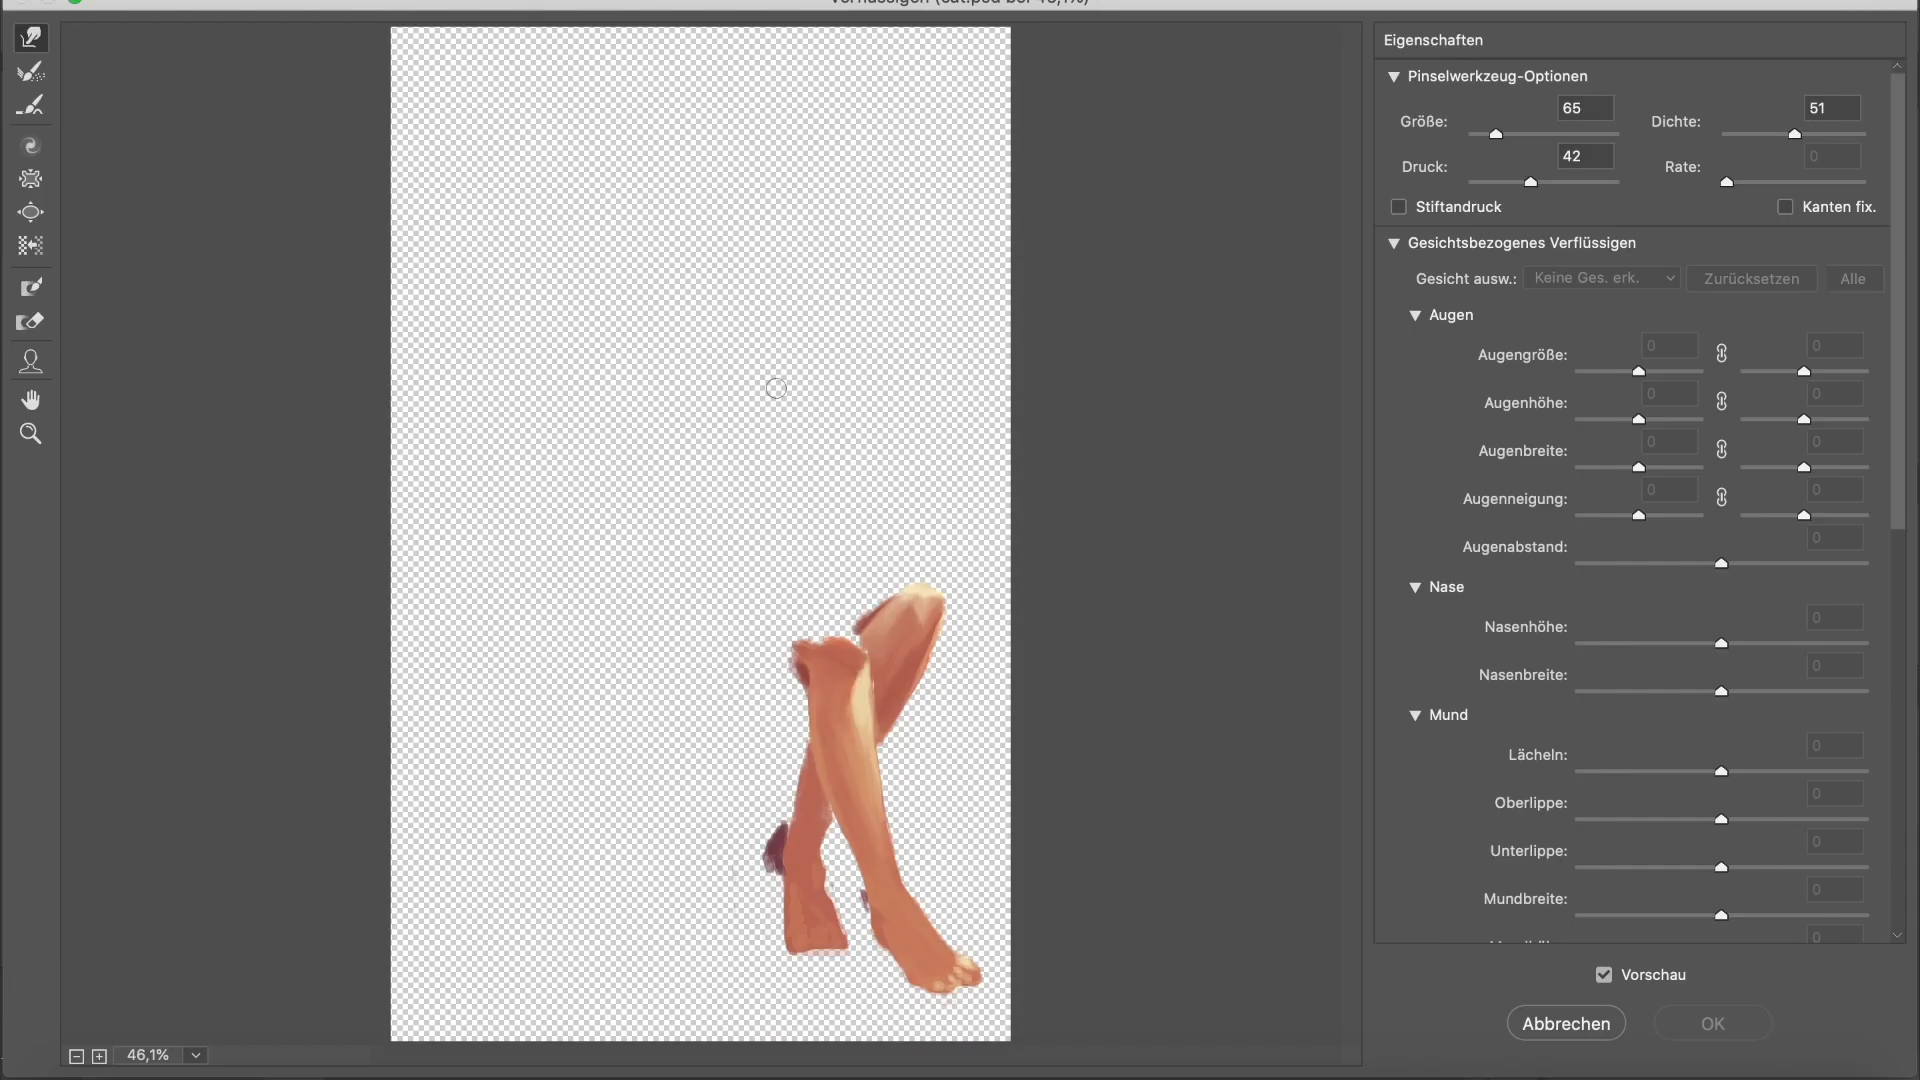 Eigenschaften
Pinselwerkzeug-Optionen
Größe: 65 Dichte: 51
Druck: 42 Rate: 0
Stiftandruck Kanten fix.
Gesichtsbezogenes Verflüssigen
Gesicht ausw.: Keine Ges. erk. Zurücksetzen Alle
Augen
Augengröße: 0 0
Augenhöhe: 0 0
Augenbreite: 0 0
Augenneigung: 0 0
Augenabstand: 0
Nase
Nasenhöhe: 0
Nasenbreite: 0
Mund
Lächeln: 0
Oberlippe: 0
Unterlippe: 0
Mundbreite: 0
0
Vorschau
Abbrechen OK
46,1%